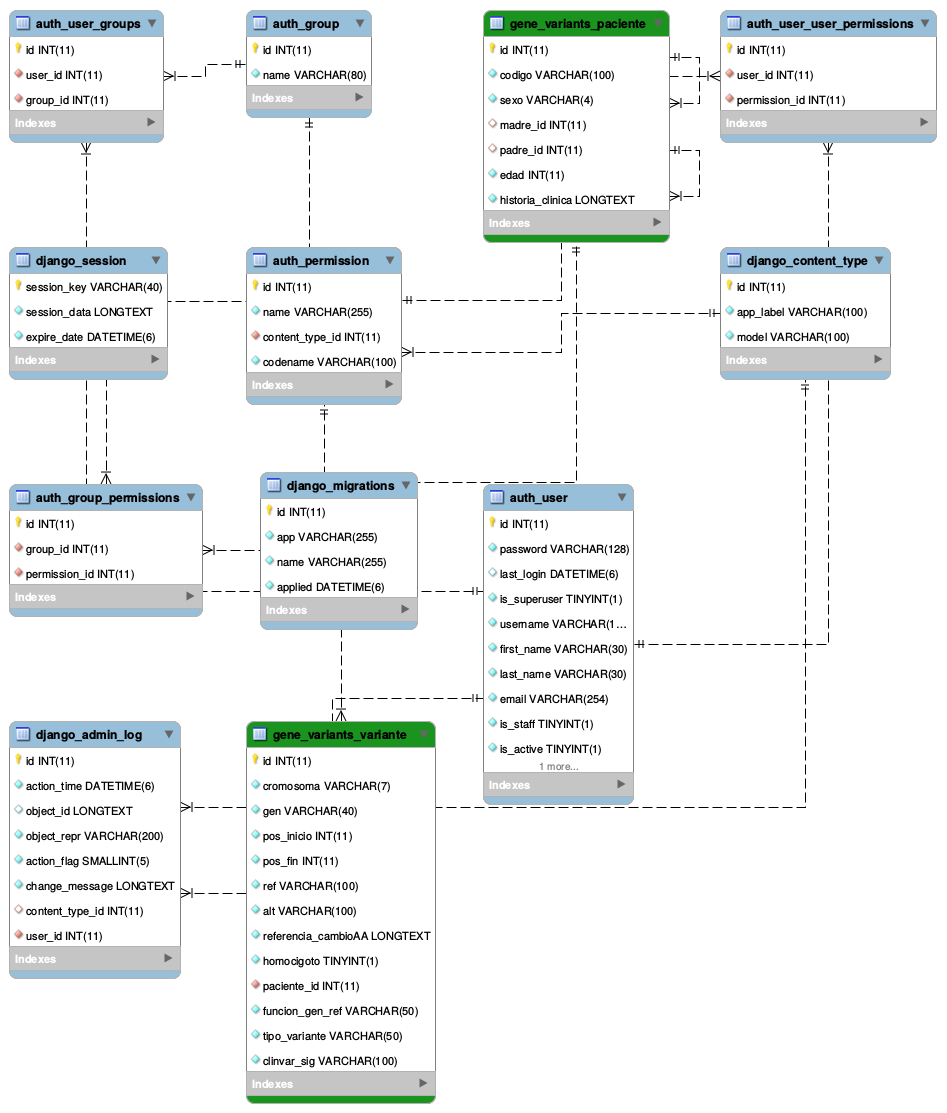 auth_user_groups
id INT(11)
user_id INT(11)
group_id INT(11)
Indexes
auth_group
id INT(11)
name VARCHAR(80)
Indexes
gene_variants_paciente
id INT(11)
codigo VARCHAR(100)
sexo VARCHAR(4)
madre_id INT(11)
padre_id INT(11)
edad INT(11)
historia_clinica LONGTEXT
Indexes
auth_user_user_permissions
id INT(11)
user_id INT(11)
permission_id INT(11)
Indexes
django_session
session_key VARCHAR(40)
session_data LONGTEXT
expire_date DATETIME(6)
Indexes
auth_permission
id INT(11)
name VARCHAR(255)
content_type_id INT(11)
codename VARCHAR(100)
Indexes
django_content_type
id INT(11)
app_label VARCHAR(100)
model VARCHAR(100)
Indexes
auth_group_permissions
id INT(11)
group_id INT(11)
permission_id INT(11)
Indexes
django_migrations
id INT(11)
app VARCHAR(255)
name VARCHAR(255)
applied DATETIME(6)
Indexes
auth_user
id INT(11)
password VARCHAR(128)
last_login DATETIME(6)
is_superuser TINYINT(1)
username VARCHAR(1...
first_name VARCHAR(30)
last_name VARCHAR(30)
email VARCHAR(254)
is_staff TINYINT(1)
is_active TINYINT(1)
1 more...
Indexes
django_admin_log
id INT(11)
action_time DATETIME(6)
object_id LONGTEXT
object_repr VARCHAR(200)
action_flag SMALLINT(5)
change_message LONGTEXT
content_type_id INT(11)
user_id INT(11)
Indexes
gene_variants_variante
id INT(11)
cromosoma VARCHAR(7)
gen VARCHAR(40)
pos_inicio INT(11)
pos_fin INT(11)
ref VARCHAR(100)
alt VARCHAR(100)
referencia_cambioAA LONGTEXT
homocigoto TINYINT(1)
paciente_id INT(11)
funcion_gen_ref VARCHAR(50)
tipo_variante VARCHAR(50)
clinvar_sig VARCHAR(100)
Indexes